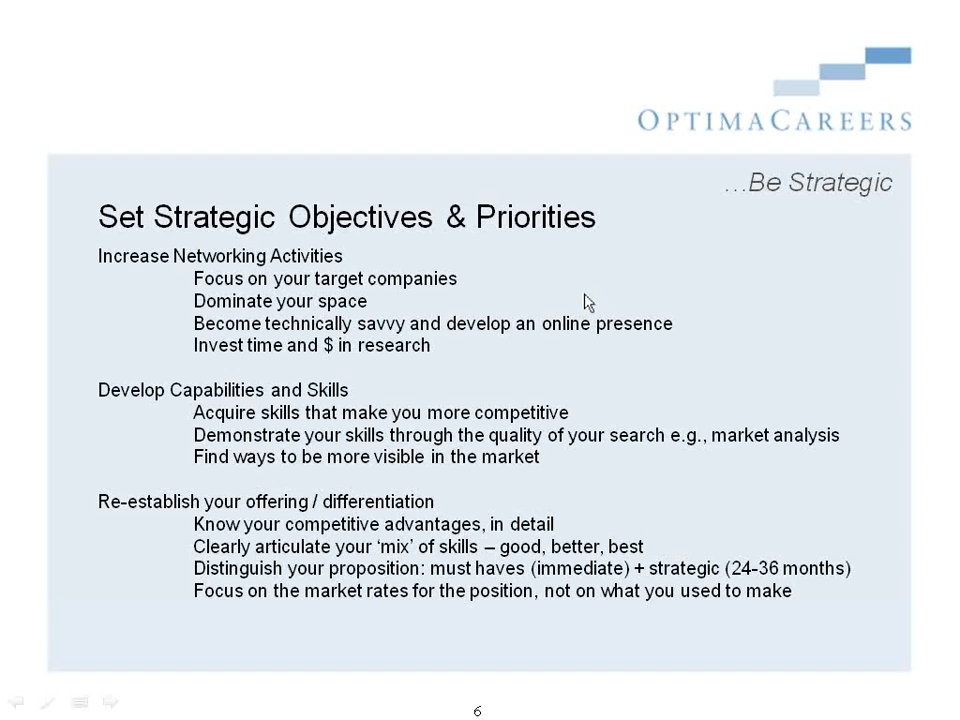 OPTIMACAREERS
...Be Strategic
Set Strategic Objectives & Priorities
Increase Networking Activities
Focus on your target companies
Dominate your space
Become technically savvy and develop an online presence
Invest time and $ in research
Develop Capabilities and Skills
Acquire skills that make you more competitive
Demonstrate your skills through the quality of your search e.g., market analysis
Find ways to be more visible in the market
Re-establish your offering / differentiation
Know your competitive advantages, in detail
Clearly articulate your ‘mix’ of skills – good, better, best
Distinguish your proposition: must haves (immediate) + strategic (24-36 months)
Focus on the market rates for the position, not on what you used to make
6